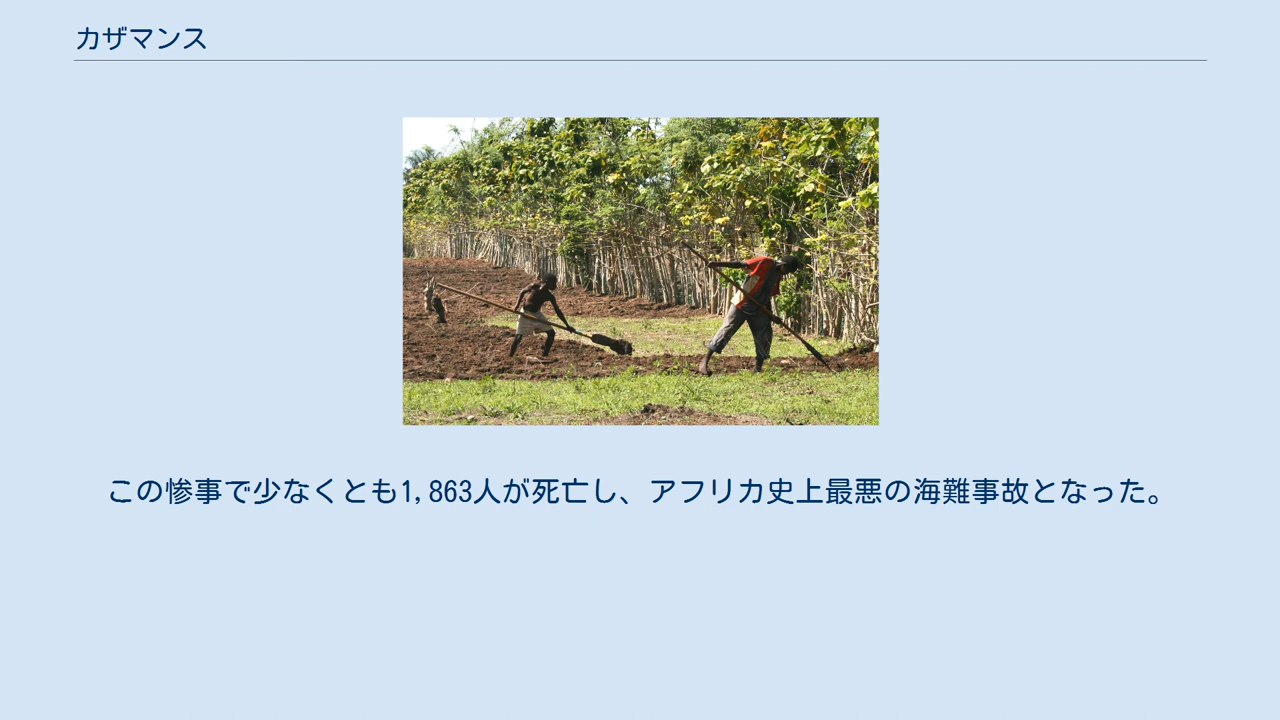 カザマンス
この惨事で少なくとも1,863人が死亡し、アフリカ史上最悪の海難事故となった。